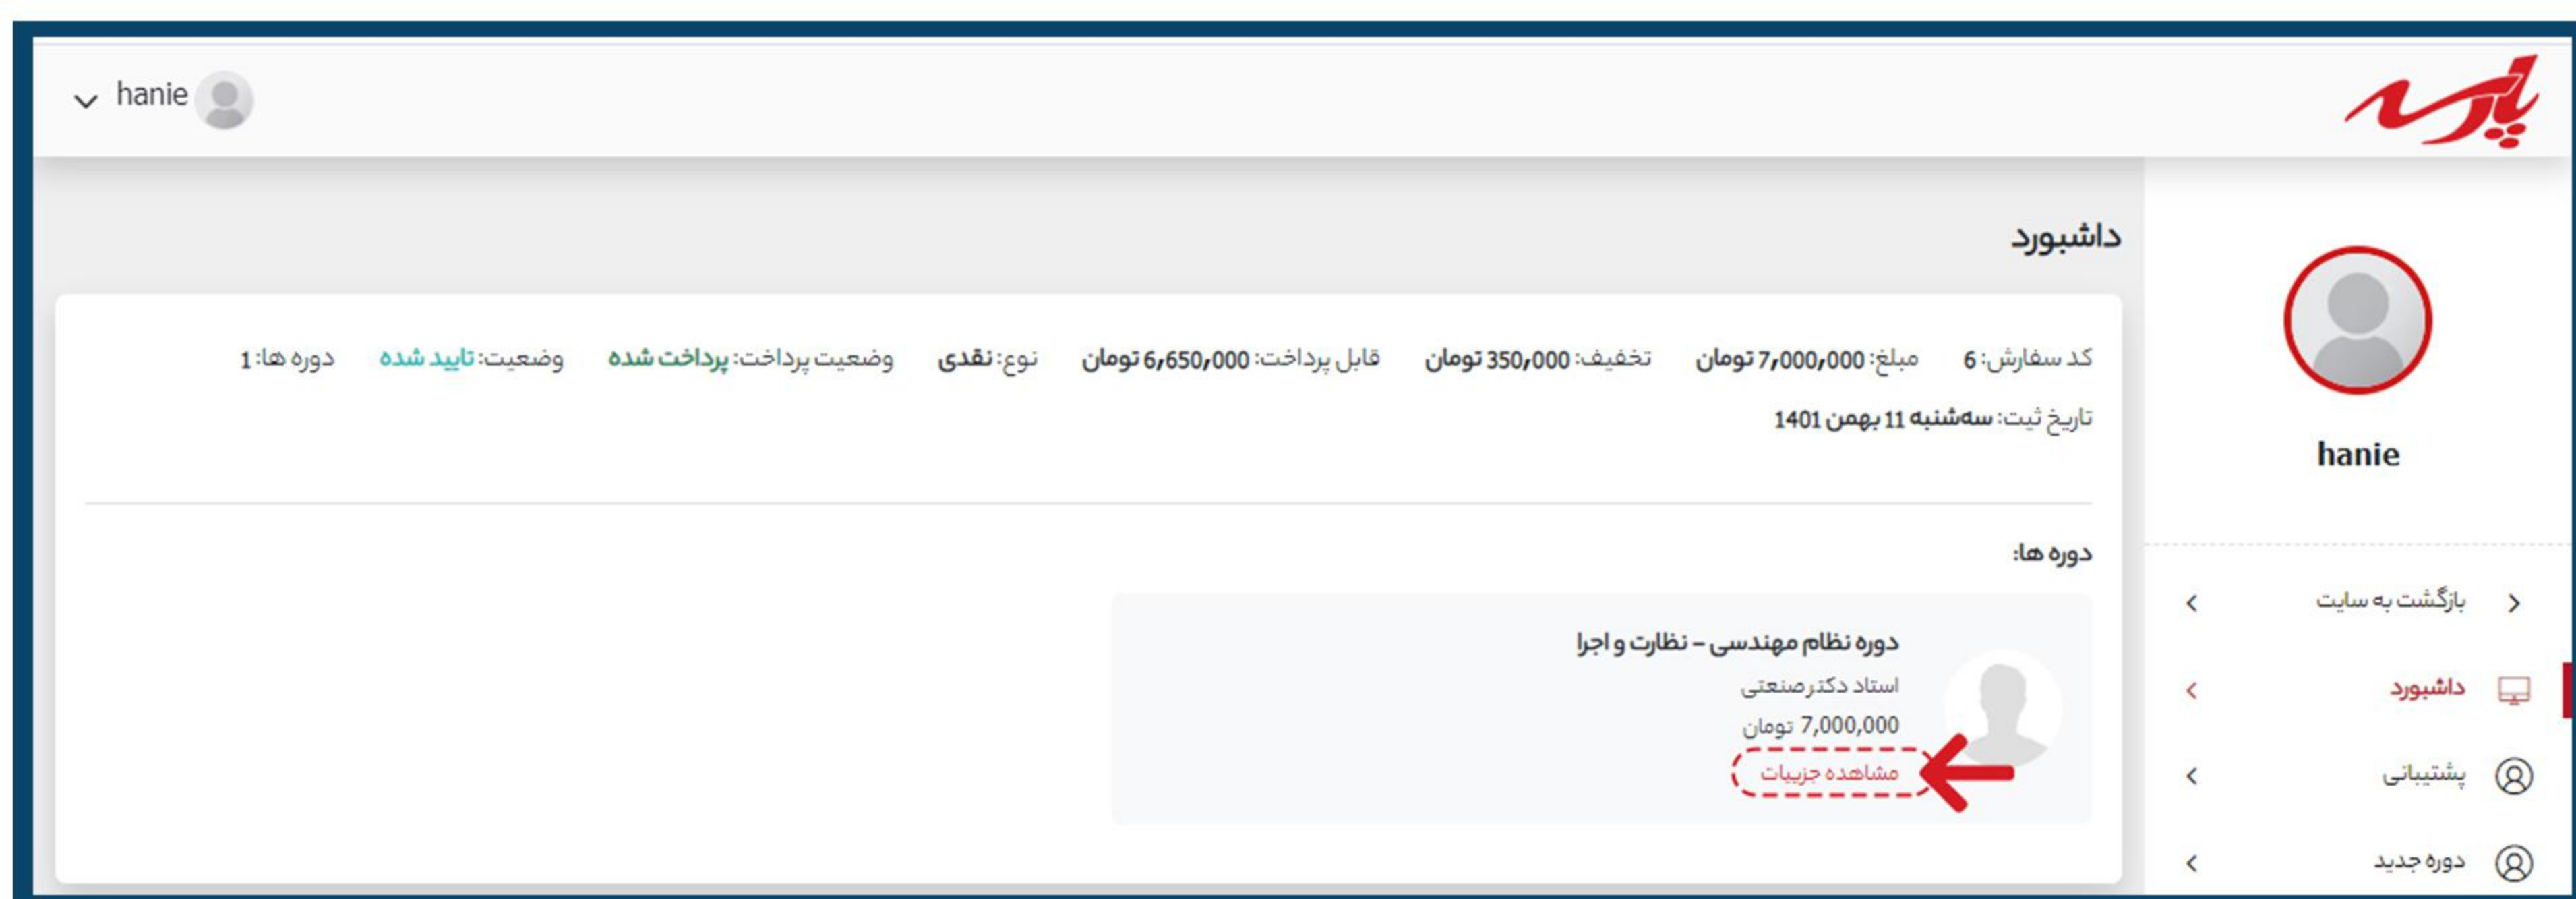 پارسه
hanie
داشبورد
کد سفارش: 6 مبلغ: 7,000,000 تومان تخفیف: 350,000 تومان قابل پرداخت: 6,650,000 تومان نوع: نقدی وضعیت پرداخت: پرداخت شده وضعیت: تایید شده دوره ها: 1
تاریخ ثبت: سه‌شنبه 11 بهمن 1401
دوره ها:
دوره نظام مهندسی - نظارت و اجرا
استاد دکتر صنعتی
7,000,000 تومان
مشاهده جزییات
hanie
بازگشت به سایت
داشبورد
پشتیبانی
دوره جدید